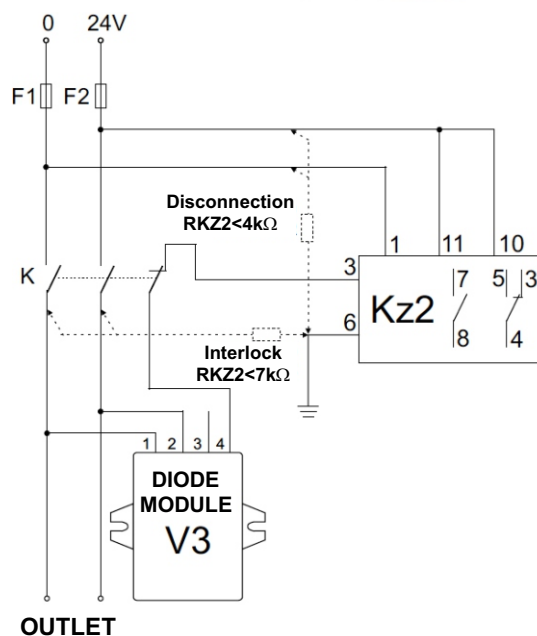 0 24V
F1 F2
Disconnection
RKZ2<4kΩ
1 11 10
K
3
7 5 3
Kz2
6
8 4
Interlock
RKZ2<7kΩ
1 2 3 4
DIODE
MODULE
V3
OUTLET